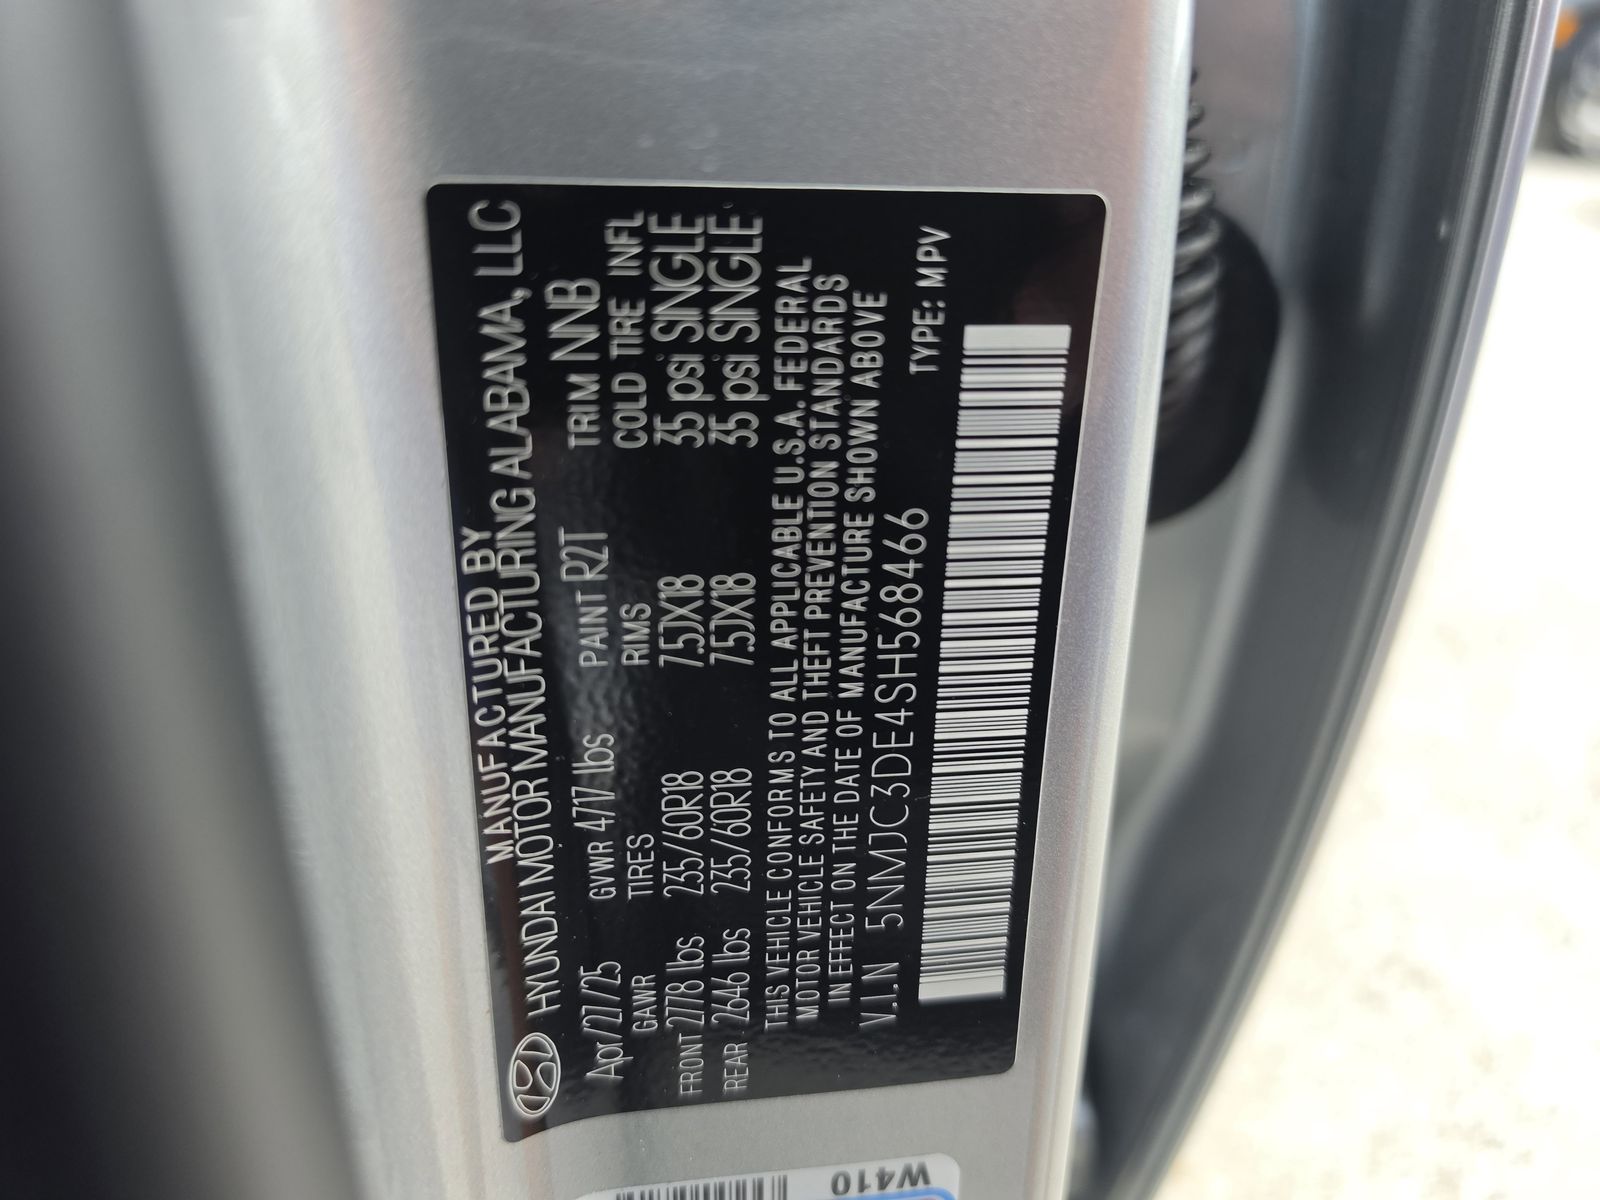 MANUFACTURED BY
HYUNDAI MOTOR MANUFACTURING ALABAMA, LLC
Apr/27/25 GVWR 4717 lbs PAINT R2T TRIM NNB
GAWR TIRES RIMS COLD TIRE INFL
FRONT 2778 lbs 235/60R18 7.5JX18 35 psi SINGLE
REAR 2646 lbs 235/60R18 7.5JX18 35 psi SINGLE
THIS VEHICLE CONFORMS TO ALL APPLICABLE U.S.A. FEDERAL
MOTOR VEHICLE SAFETY AND THEFT PREVENTION STANDARDS
IN EFFECT ON THE DATE OF MANUFACTURE SHOWN ABOVE
V.I.N 5NMJC3DE4SH568466 TYPE: MPV
W410